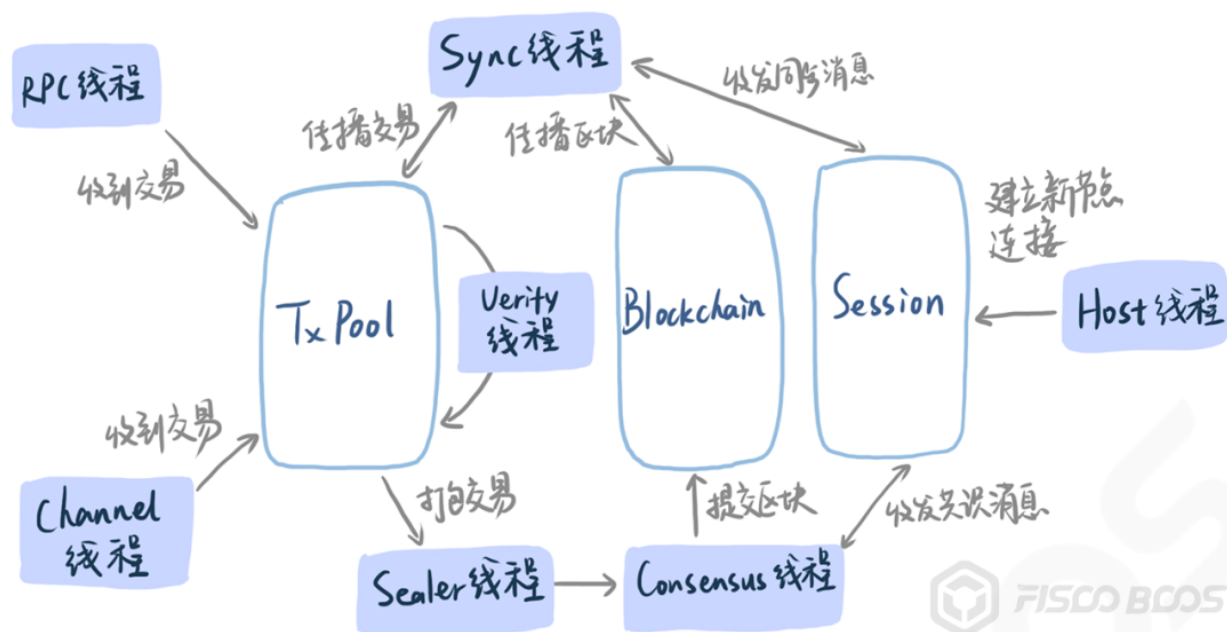 Sync线程
RPC线程
收发同步消息
传播交易
传播区块
收到交易
建立新节点
连接
TxPool
Verity
线程
Blockchain
Session
Host线程
收到交易
Channel
线程
打包交易
提交区块
收发共识消息
Sealer线程
Consensus线程
FISCO BCOS